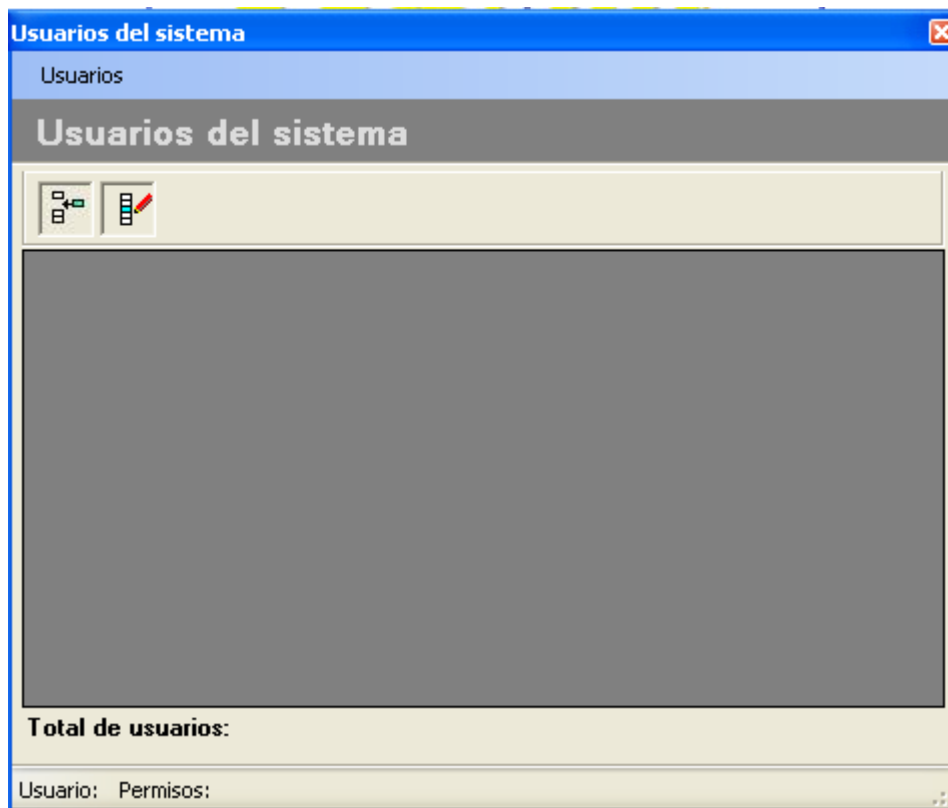 Usuarios del sistema
Usuarios
Usuarios del sistema
Total de usuarios:
Usuario: Permisos: